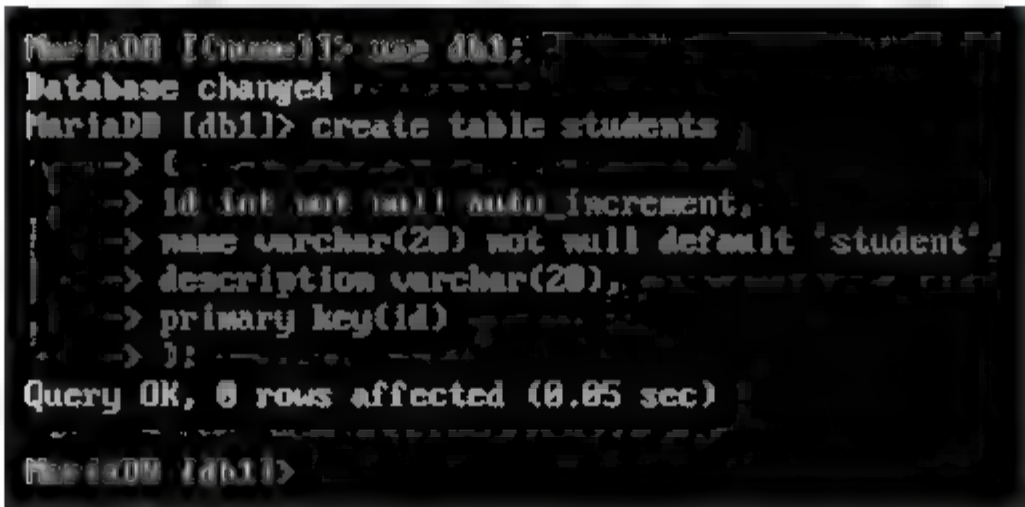 MariaDB [(none)]> use db1;
Database changed
MariaDB [db1]> create table students
-> (
-> id int not null auto_increment,
-> name varchar(20) not null default 'student',
-> description varchar(20),
-> primary key(id)
-> );
Query OK, 0 rows affected (0.05 sec)
MariaDB [db1]>